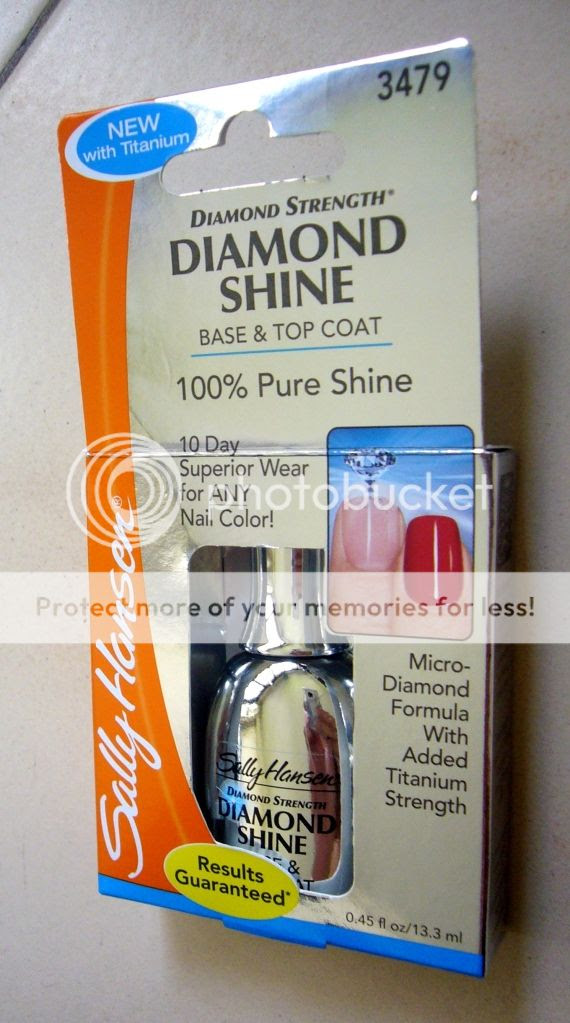 3479
NEW
with Titanium
DIAMOND STRENGTH®
DIAMOND
SHINE
BASE & TOP COAT
100% Pure Shine
10 Day
Superior Wear
for ANY
Nail Color!
photobucket
Protect more of your memories for less!
Sally Hansen®
Micro-
Diamond
Formula
With
Added
Titanium
Strength
Sally Hansen
DIAMOND STRENGTH
DIAMOND
SHINE
&
Results
Guaranteed*
0.45 fl oz/13.3 ml